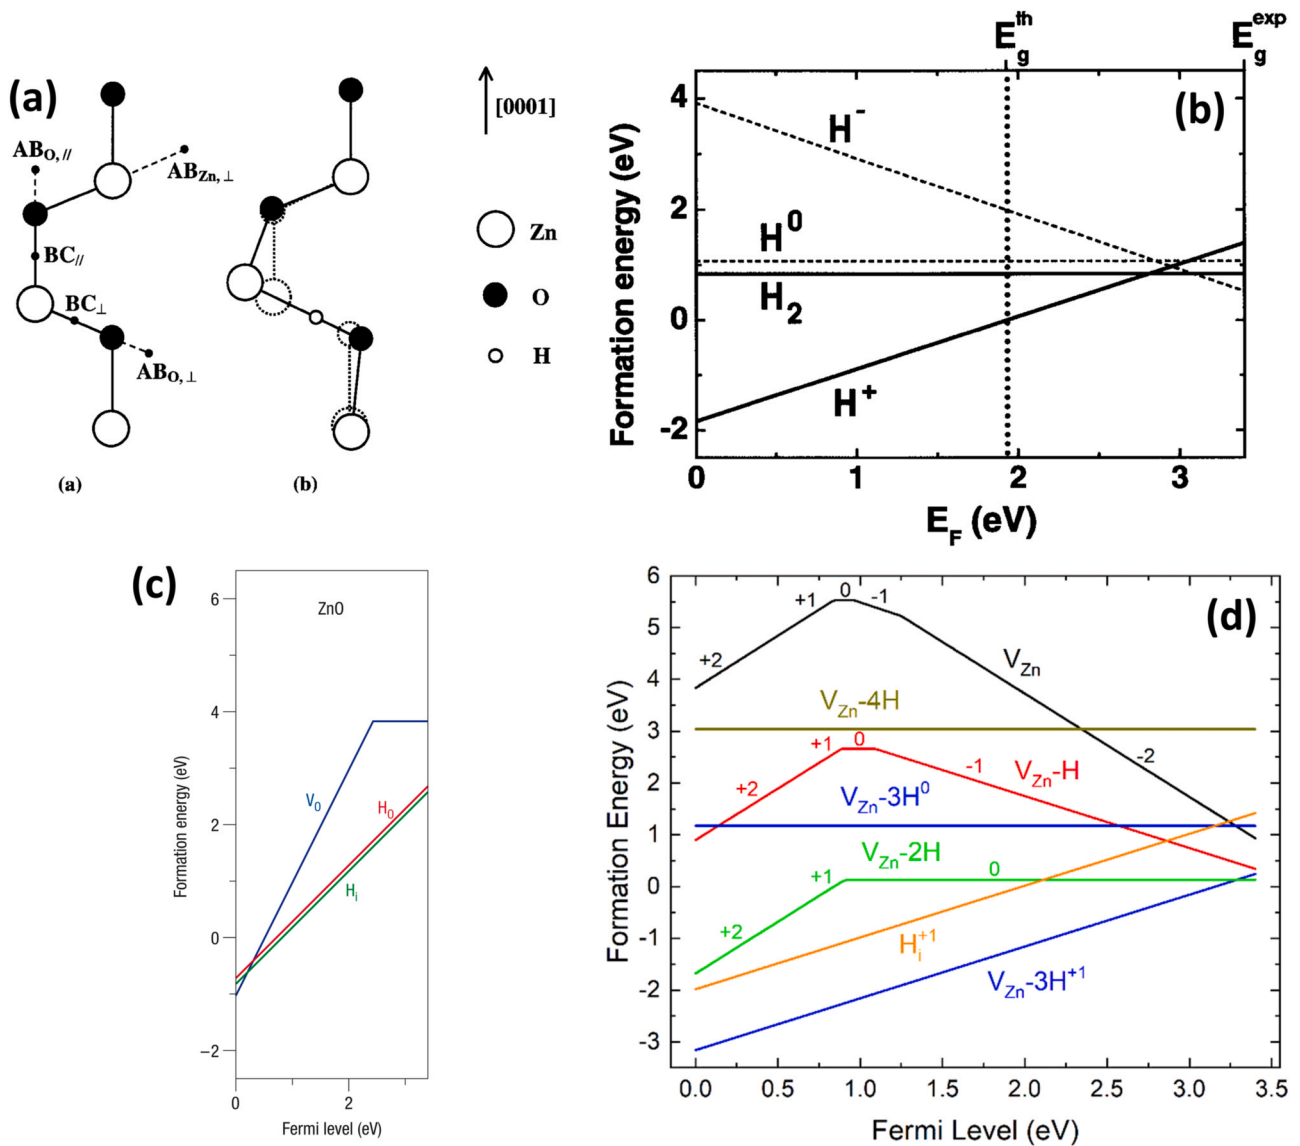 (a)
[0001]
AB_O,//
AB_Zn,⊥
BC_//
BC_⊥
AB_O,⊥
Zn
O
H
(a)
(b)
E_g^th
E_g^exp
(b)
Formation energy (eV)
4
2
0
-2
H^-
H^0
H_2
H^+
0 1 2 3
E_F (eV)
(c)
ZnO
Formation energy (eV)
6
4
2
0
−2
V_O
H_O
H_i
0 2
Fermi level (eV)
(d)
Formation Energy (eV)
6
5
4
3
2
1
0
-1
-2
-3
+2
+1
0
-1
V_Zn
-2
V_Zn-4H
+2
+1
0
-1
V_Zn-H
V_Zn-3H^0
V_Zn-2H
+2
+1
0
H_i^+1
V_Zn-3H^+1
0.0 0.5 1.0 1.5 2.0 2.5 3.0 3.5
Fermi Level (eV)